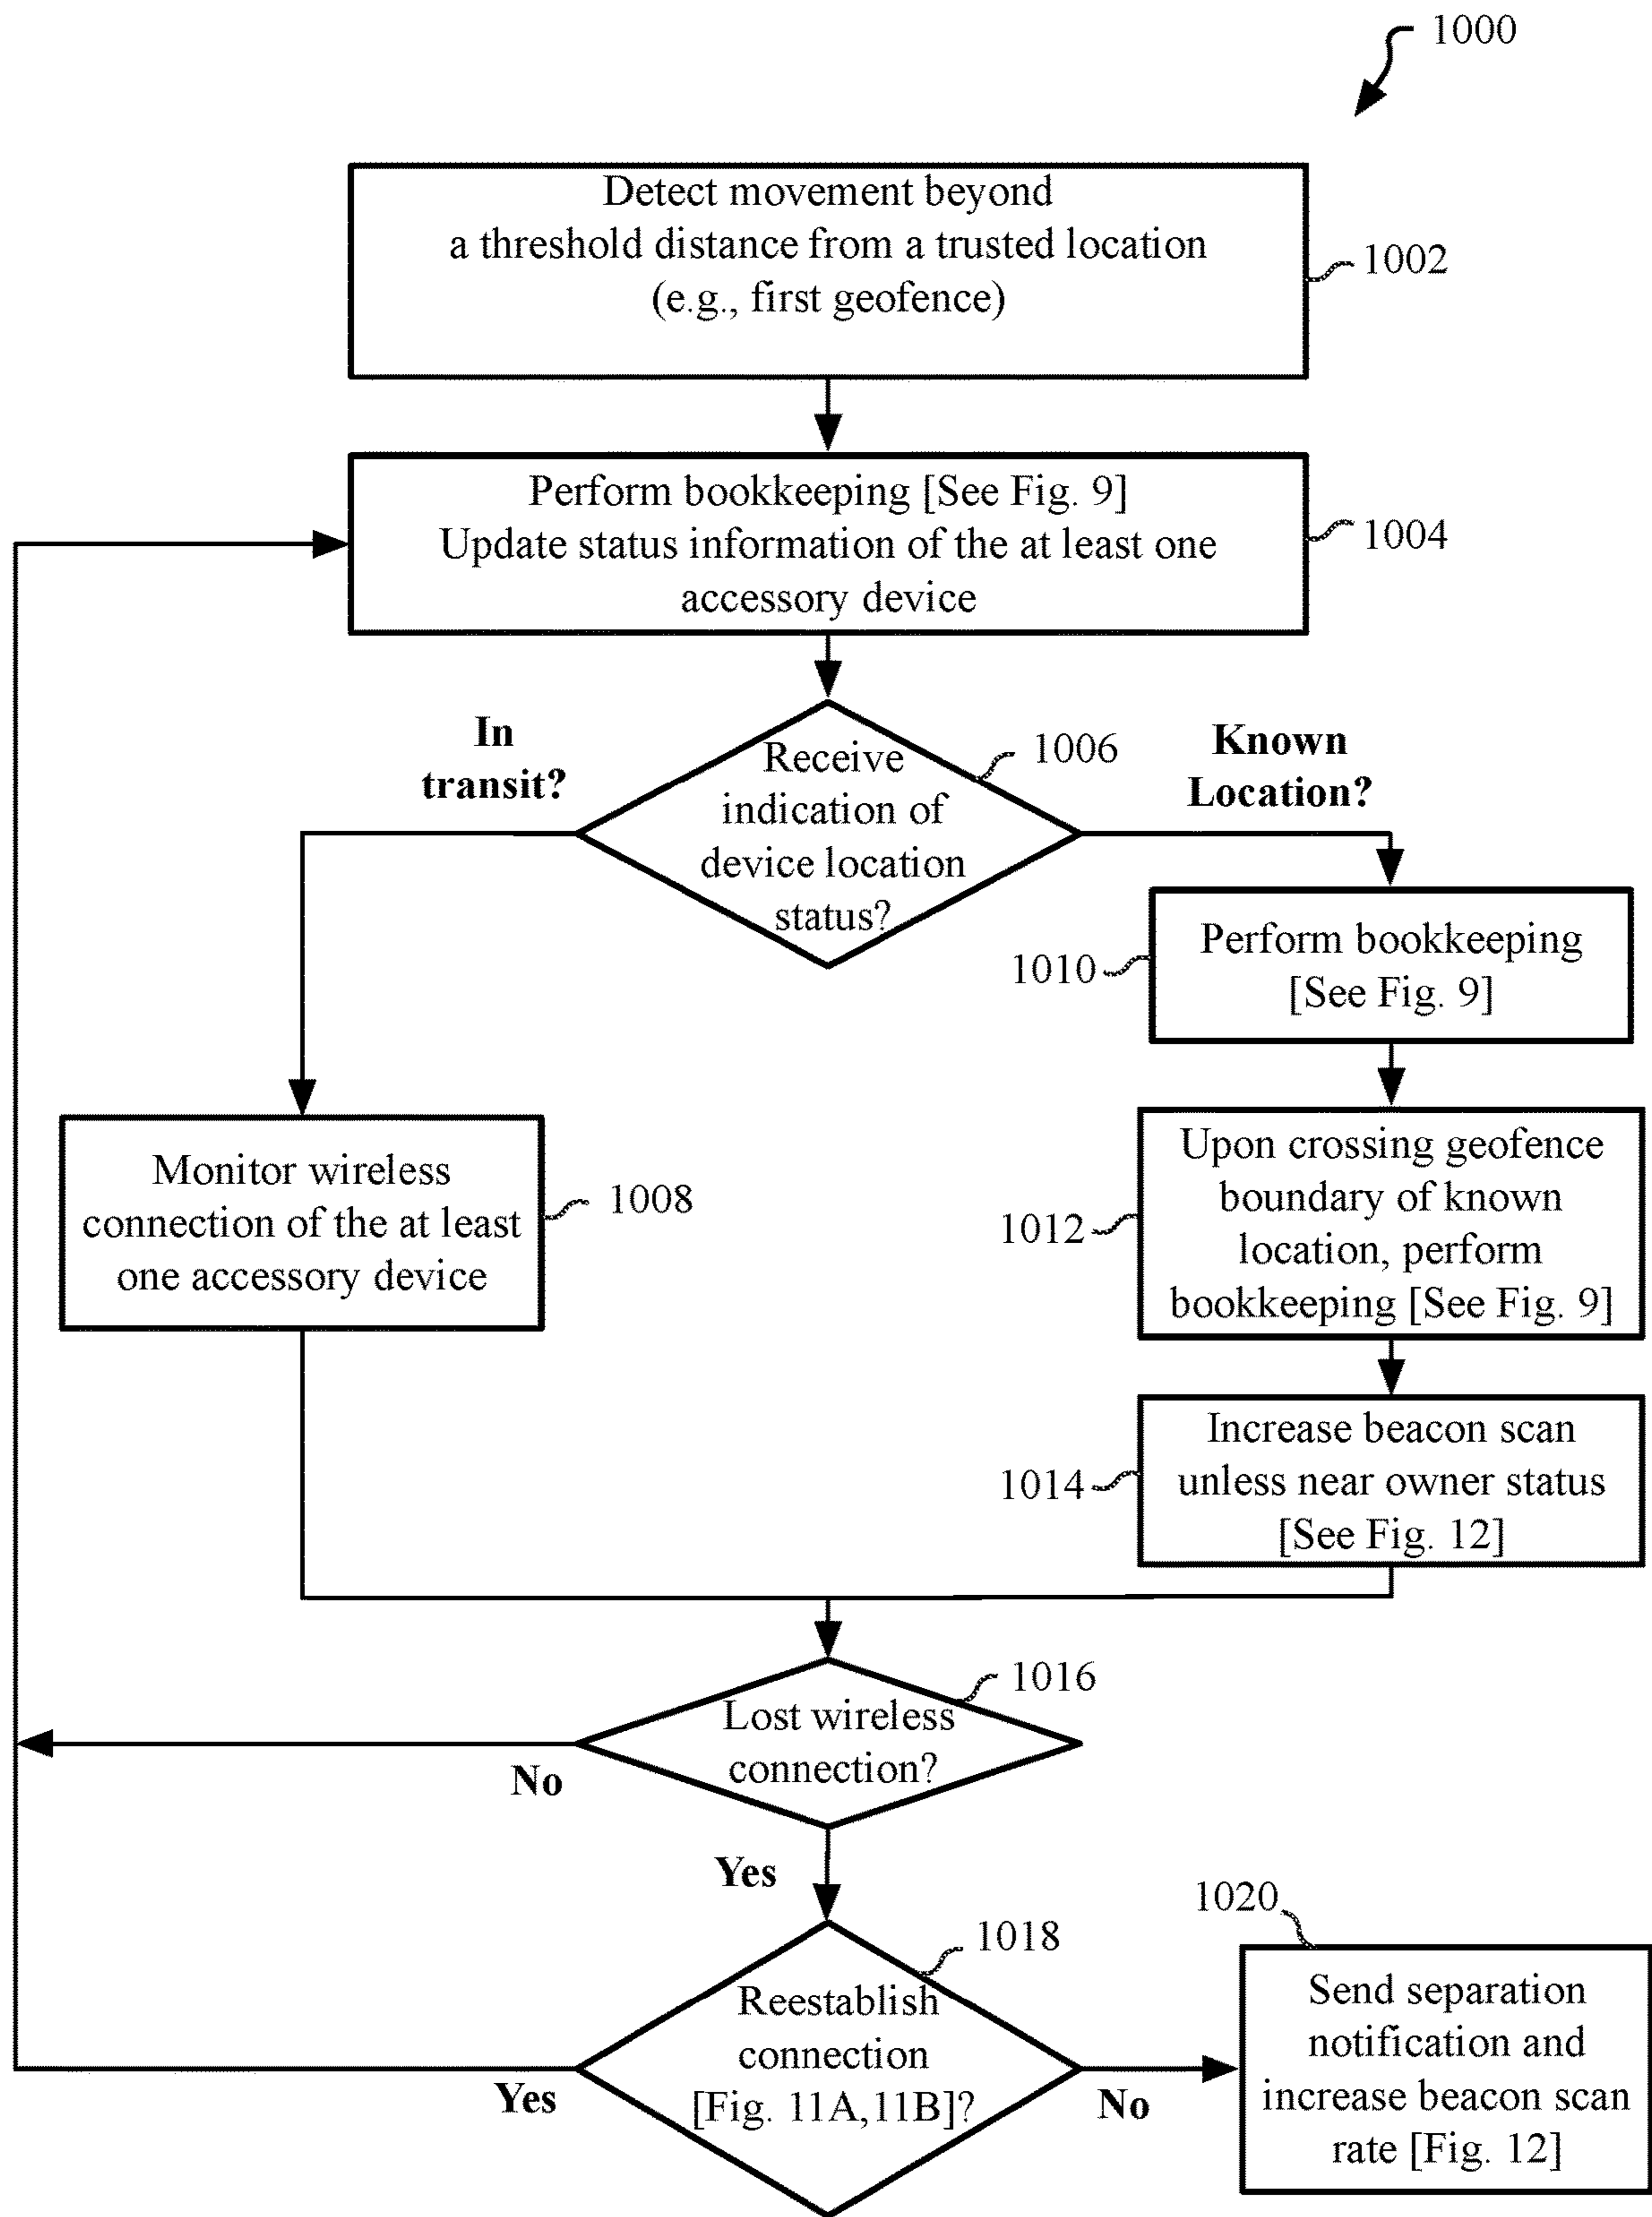 1000
Detect movement beyond
a threshold distance from a trusted location
(e.g., first geofence)
1002
Perform bookkeeping [See Fig. 9]
Update status information of the at least one
accessory device
1004
In
transit?
Receive
indication of
device location
status?
1006
Known
Location?
Perform bookkeeping
[See Fig. 9]
1010
Monitor wireless
connection of the at least
one accessory device
1008
Upon crossing geofence
boundary of known
location, perform
bookkeeping [See Fig. 9]
1012
Increase beacon scan
unless near owner status
[See Fig. 12]
1014
Lost wireless
connection?
1016
No
Yes
Reestablish
connection
[Fig. 11A,11B]?
1018
Yes
No
1020
Send separation
notification and
increase beacon scan
rate [Fig. 12]